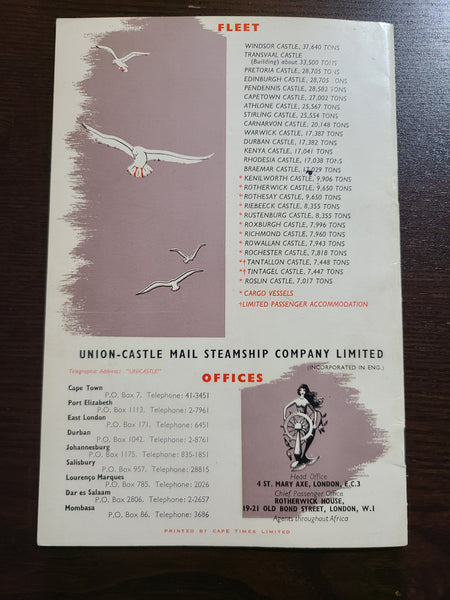 FLEET
WINDSOR CASTLE, 37,640 TONS
TRANSVAAL CASTLE
(Building) about 33,500 TONS
PRETORIA CASTLE, 28,705 TONS
EDINBURGH CASTLE, 28,705 TONS
PENDENNIS CASTLE, 28,582 TONS
CAPETOWN CASTLE, 27,002 TONS
ATHLONE CASTLE, 25,567 TONS
STIRLING CASTLE, 25,554 TONS
CARNARVON CASTLE, 20,148 TONS
WARWICK CASTLE, 17,387 TONS
DURBAN CASTLE, 17,382 TONS
KENYA CASTLE, 17,041 TONS
RHODESIA CASTLE, 17,038 TONS
BRAEMAR CASTLE, 17,029 TONS
* KENILWORTH CASTLE, 9,906 TONS
* ROTHERWICK CASTLE, 9,650 TONS
* ROTHESAY CASTLE, 9,650 TONS
* RIEBEECK CASTLE, 8,355 TONS
* RUSTENBURG CASTLE, 8,355 TONS
* ROXBURGH CASTLE, 7,996 TONS
* RICHMOND CASTLE, 7,960 TONS
* ROWALLAN CASTLE, 7,943 TONS
* ROCHESTER CASTLE, 7,818 TONS
*† TANTALLON CASTLE, 7,448 TONS
*† TINTAGEL CASTLE, 7,447 TONS
* ROSLIN CASTLE, 7,017 TONS
* CARGO VESSELS
†LIMITED PASSENGER ACCOMMODATION
UNION-CASTLE MAIL STEAMSHIP COMPANY LIMITED
(INCORPORATED IN ENG.)
Telegraphic Address: "UNICASTLE"
OFFICES
Cape Town
P.O. Box 7. Telephone: 41-3451
Port Elizabeth
P.O. Box 1113. Telephone: 2-7961
East London
P.O. Box 171. Telephone: 6451
Durban
P.O. Box 1042. Telephone: 2-8761
Johannesburg
P.O. Box 1175. Telephone: 835-1851
Salisbury
P.O. Box 957. Telephone: 28815
Lourenço Marques
P.O. Box 785. Telephone: 2026
Dar es Salaam
P.O. Box 2806. Telephone: 2-2657
Mombasa
P.O. Box 86. Telephone: 3686
Head Office
4 ST. MARY AXE, LONDON, E.C.3
Chief Passenger Office
ROTHERWICK HOUSE,
19-21 OLD BOND STREET, LONDON, W.1
Agents throughout Africa
PRINTED BY CAPE TIMES LIMITED